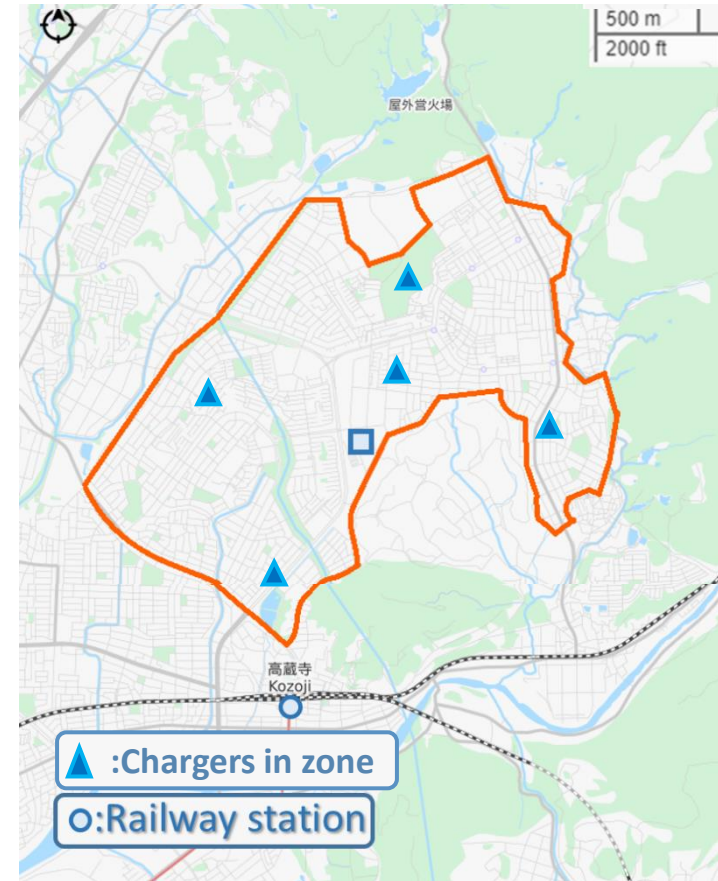 500 m
2000 ft
屋外営火場
高蔵寺
Kozoji
:Chargers in zone
:Railway station